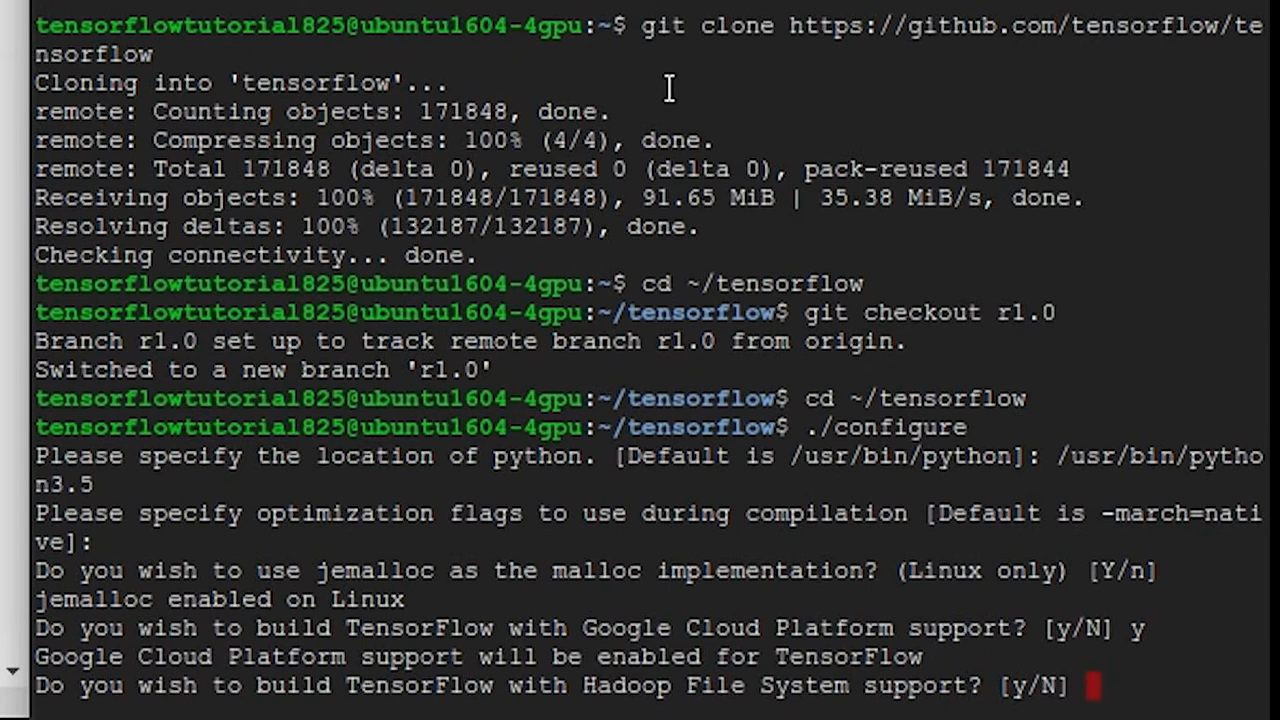 tensorflowtutorial825@ubuntu1604-4gpu:~$ git clone https://github.com/tensorflow/te
nsorflow
Cloning into 'tensorflow'...
remote: Counting objects: 171848, done.
remote: Compressing objects: 100% (4/4), done.
remote: Total 171848 (delta 0), reused 0 (delta 0), pack-reused 171844
Receiving objects: 100% (171848/171848), 91.65 MiB | 35.38 MiB/s, done.
Resolving deltas: 100% (132187/132187), done.
Checking connectivity... done.
tensorflowtutorial825@ubuntu1604-4gpu:~$ cd ~/tensorflow
tensorflowtutorial825@ubuntu1604-4gpu:~/tensorflow$ git checkout r1.0
Branch r1.0 set up to track remote branch r1.0 from origin.
Switched to a new branch 'r1.0'
tensorflowtutorial825@ubuntu1604-4gpu:~/tensorflow$ cd ~/tensorflow
tensorflowtutorial825@ubuntu1604-4gpu:~/tensorflow$ ./configure
Please specify the location of python. [Default is /usr/bin/python]: /usr/bin/pytho
n3.5
Please specify optimization flags to use during compilation [Default is -march=nati
ve]:
Do you wish to use jemalloc as the malloc implementation? (Linux only) [Y/n]
jemalloc enabled on Linux
Do you wish to build TensorFlow with Google Cloud Platform support? [y/N] y
Google Cloud Platform support will be enabled for TensorFlow
Do you wish to build TensorFlow with Hadoop File System support? [y/N]